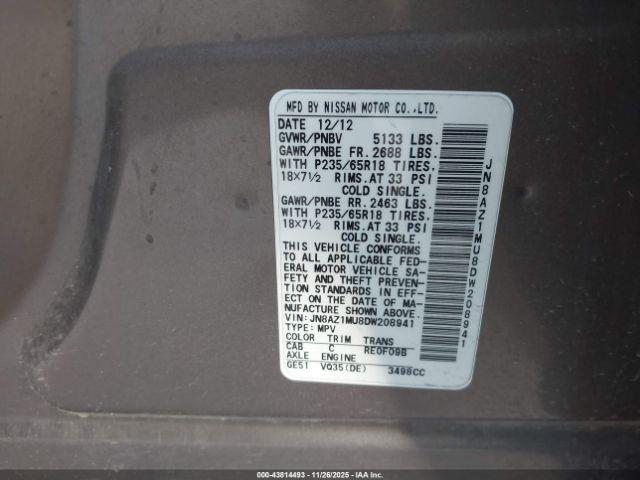 MFD BY NISSAN MOTOR CO.,LTD.
DATE 12/12
GVWR/PNBV 5133 LBS.
GAWR/PNBE FR. 2688 LBS.
WITH P235/65R18 TIRES.
18X7½ RIMS. AT 33 PSI
COLD SINGLE.
GAWR/PNBE RR. 2463 LBS.
WITH P235/65R18 TIRES.
18X7½ RIMS. AT 33 PSI
COLD SINGLE.
THIS VEHICLE CONFORMS
TO ALL APPLICABLE FED-
ERAL MOTOR VEHICLE SA-
FETY AND THEFT PREVEN-
TION STANDARDS IN EFF-
ECT ON THE DATE OF MA-
NUFACTURE SHOWN ABOVE.
VIN: JN8AZ1MU8DW208941
TYPE: MPV
COLOR TRIM TRANS
CAB C RE0F09B
AXLE ENGINE
GE51 VQ35(DE) 3498CC
JN8AZ1MU8DW208941
000-43814493 - 11/26/2025 - IAA Inc.